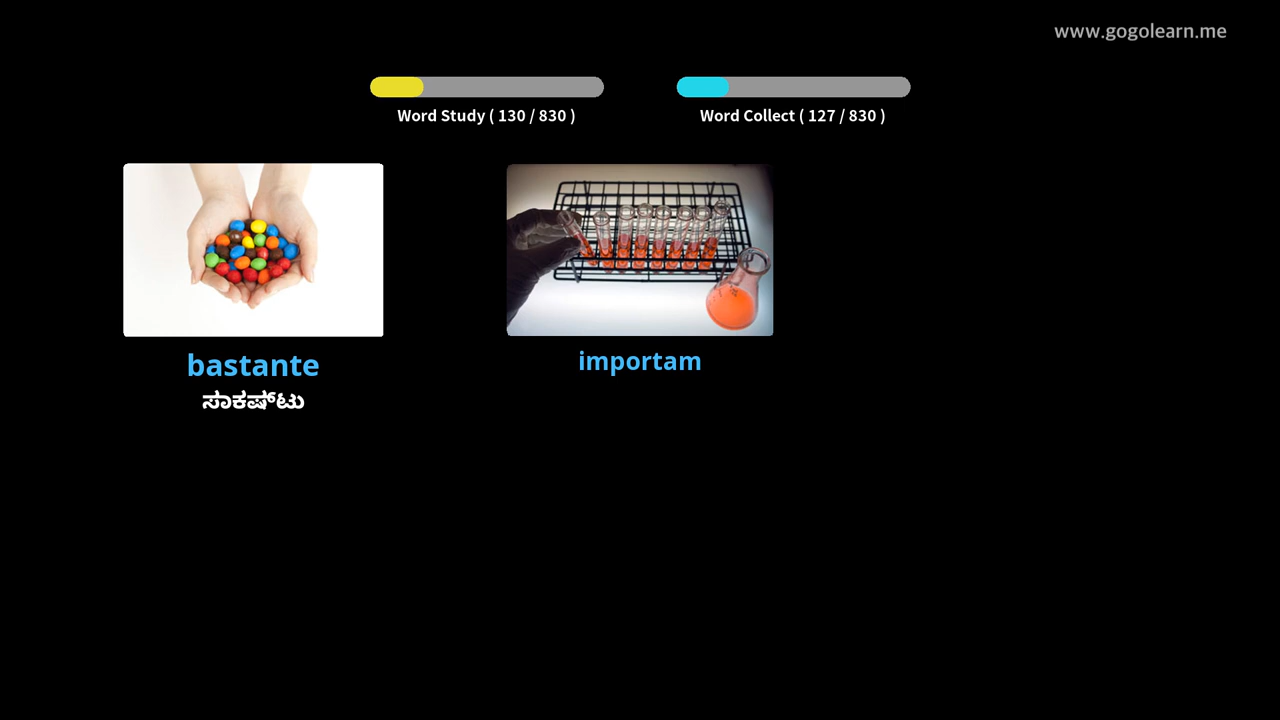 www.gogolearn.me
Word Study ( 130 / 830 )
Word Collect ( 127 / 830 )
bastante
ಸಾಕಷ್ಟು
importam